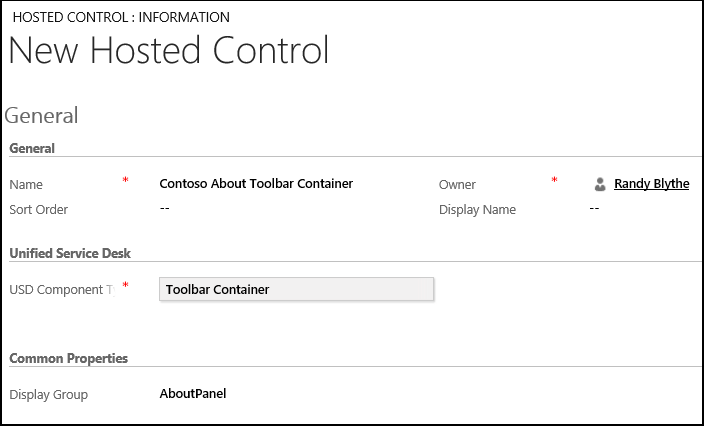 HOSTED CONTROL : INFORMATION
New Hosted Control
General
General
Name * Contoso About Toolbar Container Owner * Randy Blythe
Sort Order -- Display Name --
Unified Service Desk
USD Component T * Toolbar Container
Common Properties
Display Group AboutPanel